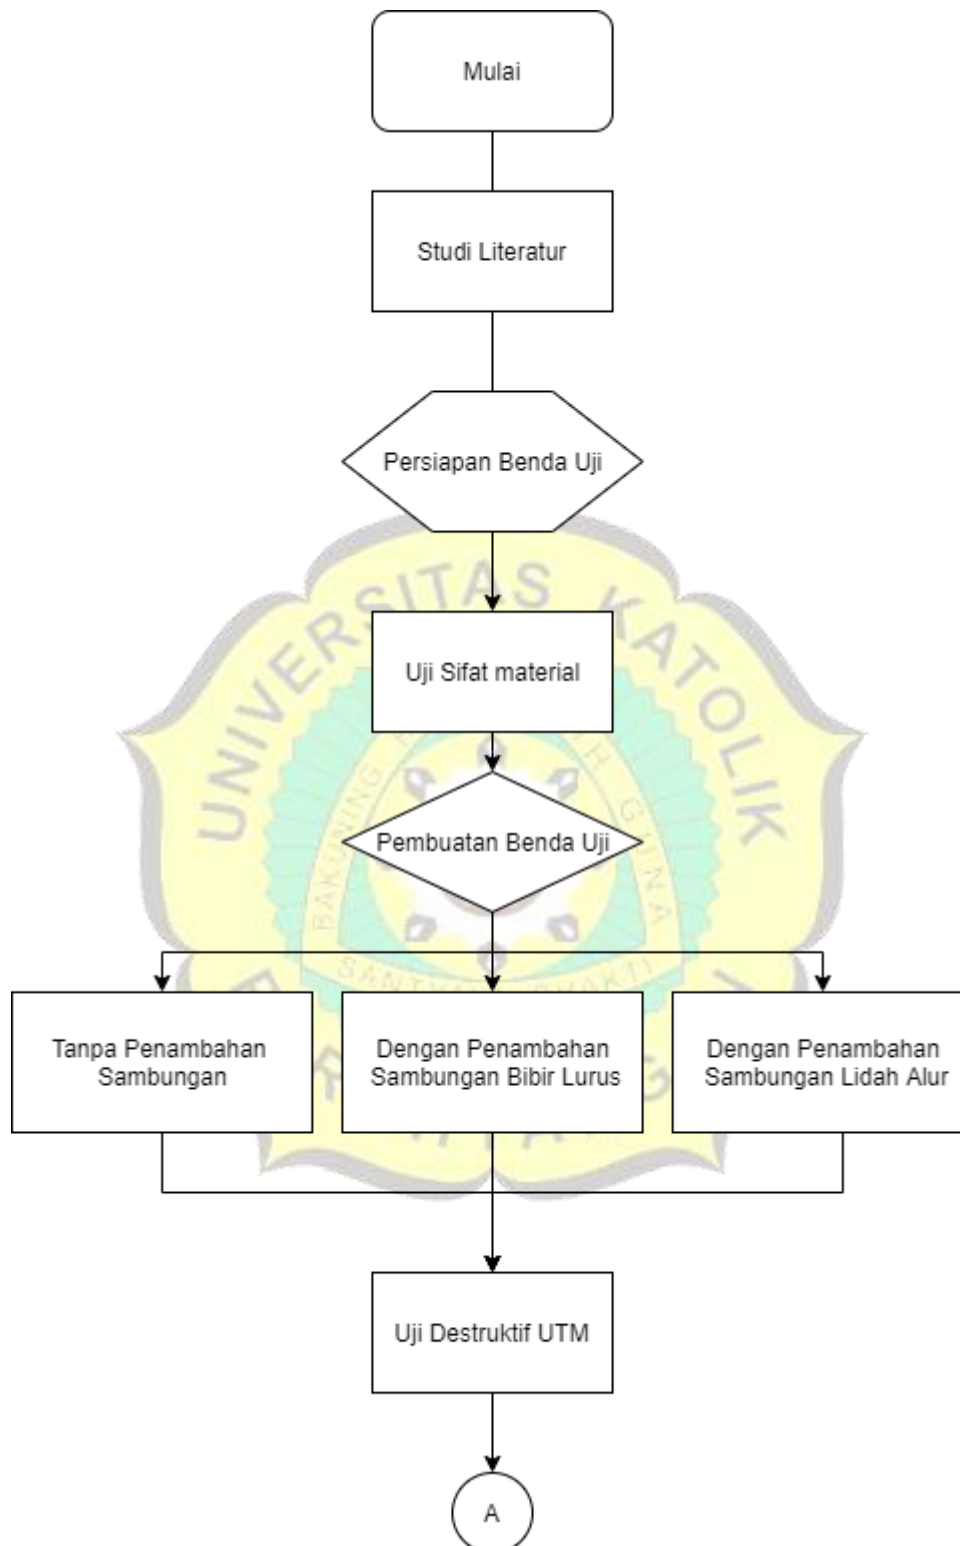 Mulai
Studi Literatur
Persiapan Benda Uji
UNIVERSITAS KATOLIK
Uji Sifat material
Pembuatan Benda Uji
Tanpa Penambahan
Sambungan
Dengan Penambahan
Sambungan Bibir Lurus
Dengan Penambahan
Sambungan Lidah Alur
Uji Destruktif UTM
A